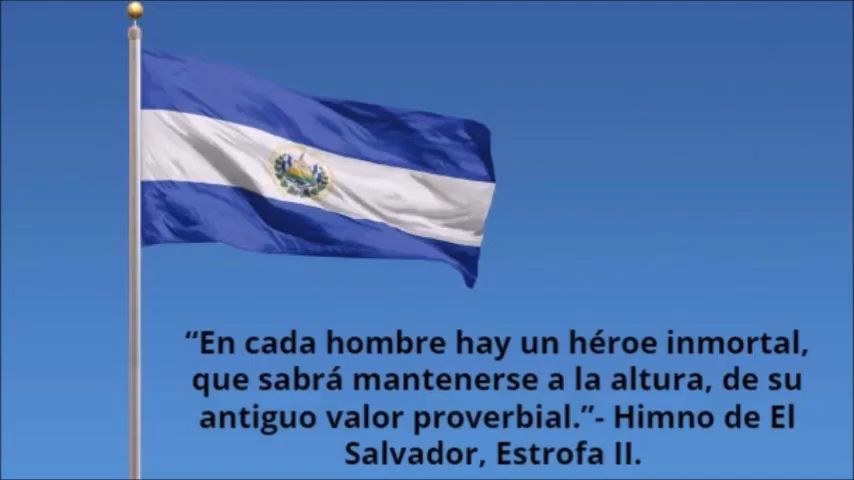 “En cada hombre hay un héroe inmortal,
que sabrá mantenerse a la altura, de su
antiguo valor proverbial.”- Himno de El
Salvador, Estrofa II.